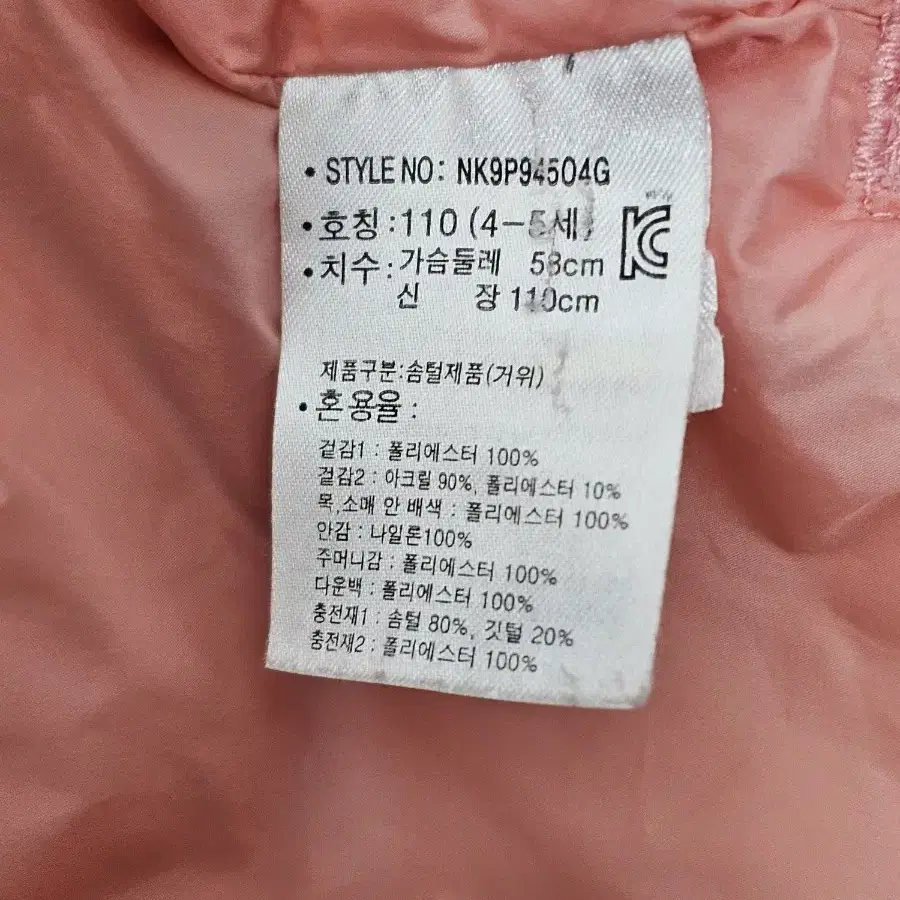 • STYLE NO: NK9P94504G
• 호칭 : 110 (4-5세)
• 치수 : 가슴둘레 58cm
신 장 110cm
제품구분:솜털제품(거위)
• 혼용율 :
겉감1 : 폴리에스터 100%
겉감2 : 아크릴 90%, 폴리에스터 10%
목,소매 안 배색 : 폴리에스터 100%
안감 : 나일론100%
주머니감 : 폴리에스터 100%
다운백 : 폴리에스터 100%
충전재1 : 솜털 80%, 깃털 20%
충전재2 : 폴리에스터 100%